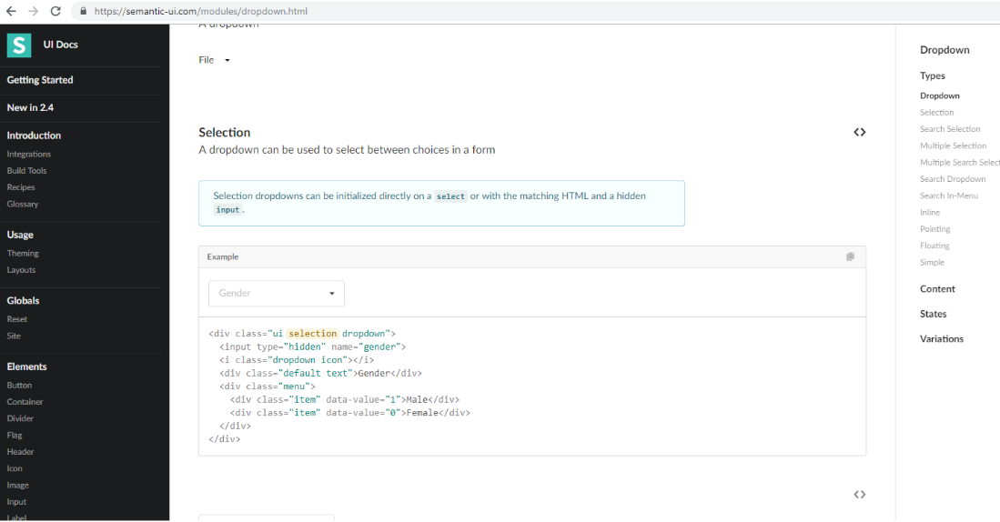 https://semantic-ui.com/modules/dropdown.html
S UI Docs
Getting Started
New in 2.4
Introduction
Integrations
Build Tools
Recipes
Glossary
Usage
Theming
Layouts
Globals
Reset
Site
Elements
Button
Container
Divider
Flag
Header
Icon
Image
Input
Label
A dropdown
File
Selection
A dropdown can be used to select between choices in a form
Selection dropdowns can be initialized directly on a select or with the matching HTML and a hidden
input.
Example
Gender
<div class="ui selection dropdown">
  <input type="hidden" name="gender">
  <i class="dropdown icon"></i>
  <div class="default text">Gender</div>
  <div class="menu">
    <div class="item" data-value="1">Male</div>
    <div class="item" data-value="0">Female</div>
  </div>
</div>
Dropdown
Types
Dropdown
Selection
Search Selection
Multiple Selection
Multiple Search Select
Search Dropdown
Search In-Menu
Inline
Pointing
Floating
Simple
Content
States
Variations